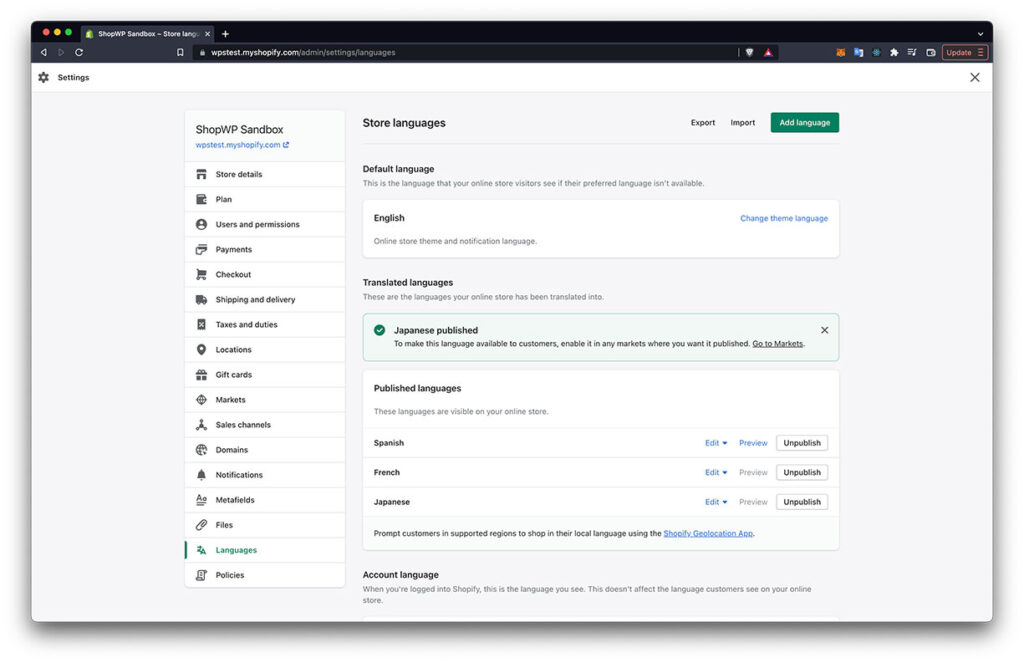 ShopWP Sandbox ~ Store langu
wpstest.myshopify.com/admin/settings/languages
Update
Settings
ShopWP Sandbox
wpstest.myshopify.com
Store details
Plan
Users and permissions
Payments
Checkout
Shipping and delivery
Taxes and duties
Locations
Gift cards
Markets
Sales channels
Domains
Notifications
Metafields
Files
Languages
Policies
Store languages
Export
Import
Add language
Default language
This is the language that your online store visitors see if their preferred language isn't available.
English
Change theme language
Online store theme and notification language.
Translated languages
These are the languages your online store has been translated into.
Japanese published
To make this language available to customers, enable it in any markets where you want it published. Go to Markets.
Published languages
These languages are visible on your online store.
Spanish Edit Preview Unpublish
French Edit Preview Unpublish
Japanese Edit Preview Unpublish
Prompt customers in supported regions to shop in their local language using the Shopify Geolocation App.
Account language
When you're logged into Shopify, this is the language you see. This doesn't affect the language customers see on your online
store.